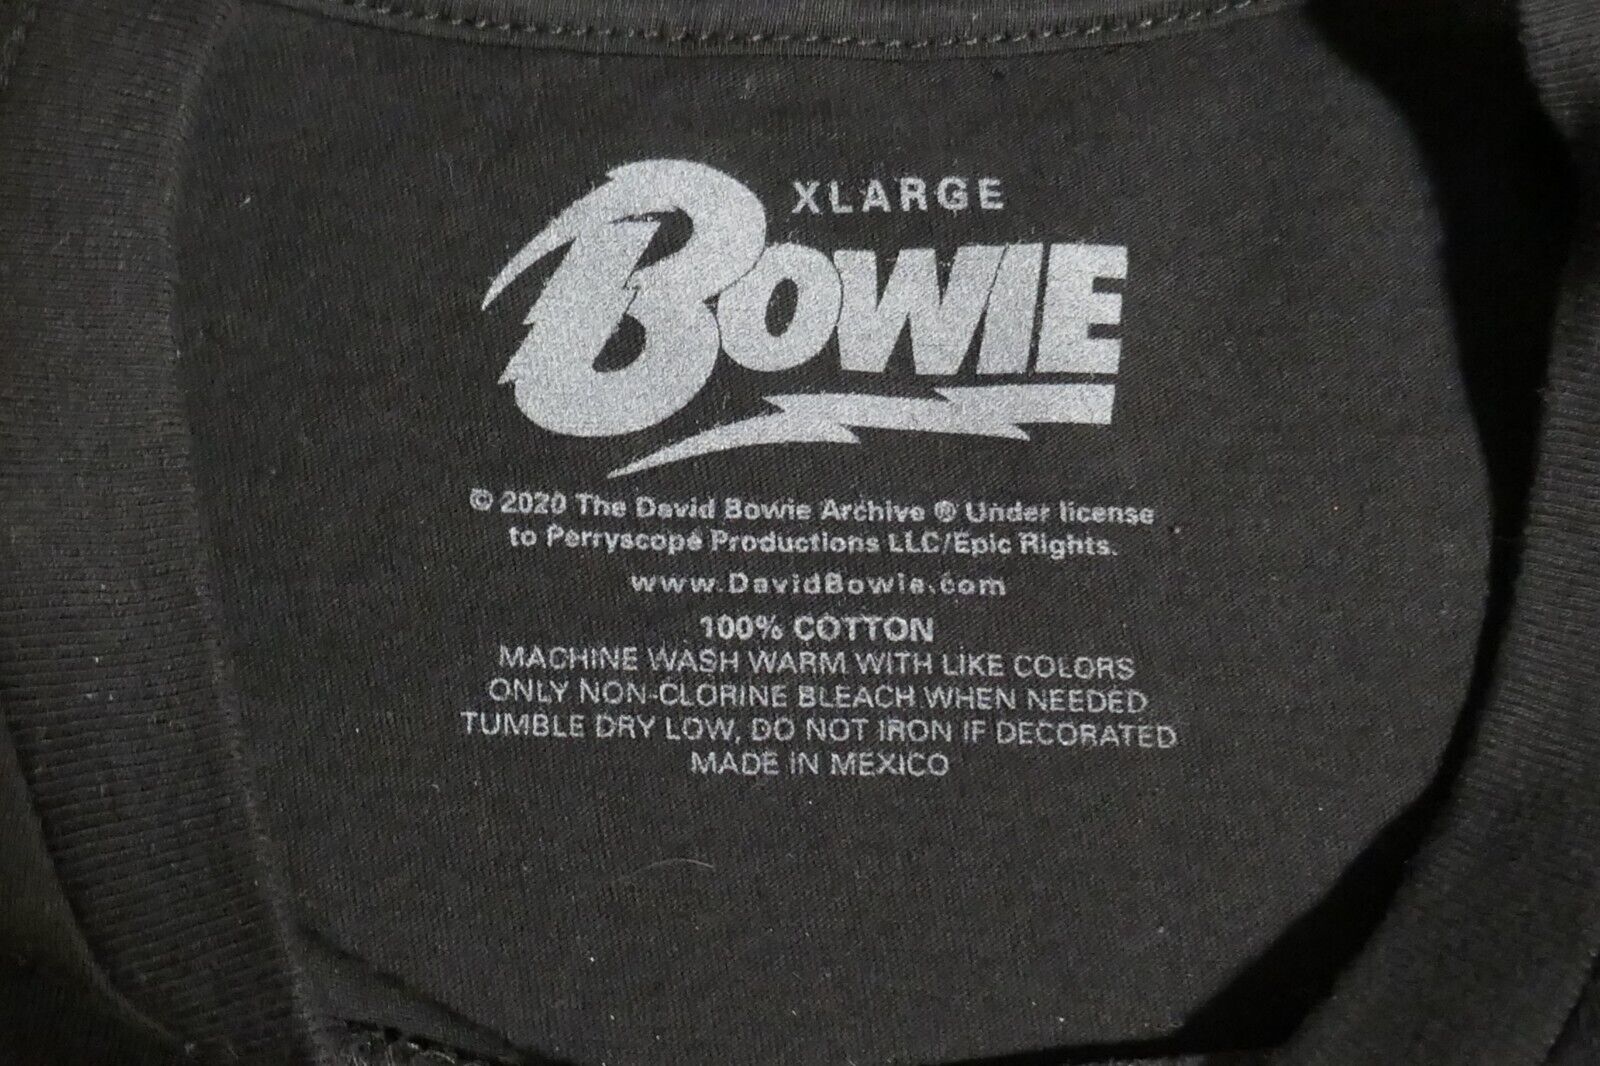 XLARGE
BOWIE
© 2020 The David Bowie Archive ® Under license
to Perryscope Productions LLC/Epic Rights.
www.DavidBowie.com
100% COTTON
MACHINE WASH WARM WITH LIKE COLORS
ONLY NON-CLORINE BLEACH WHEN NEEDED
TUMBLE DRY LOW, DO NOT IRON IF DECORATED
MADE IN MEXICO